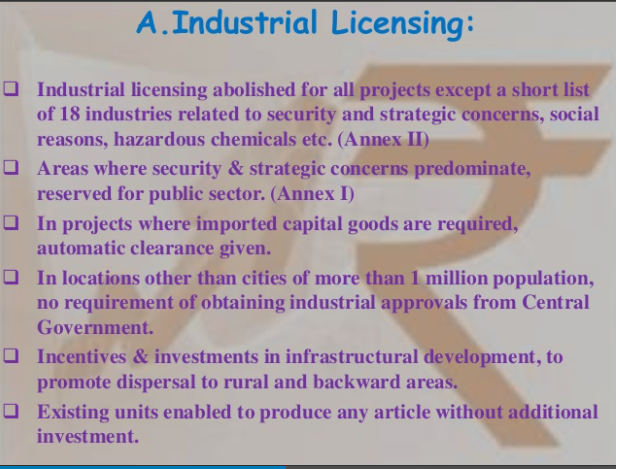 A.Industrial Licensing:
❑ Industrial licensing abolished for all projects except a short list
of 18 industries related to security and strategic concerns, social
reasons, hazardous chemicals etc. (Annex II)
❑ Areas where security & strategic concerns predominate,
reserved for public sector. (Annex I)
❑ In projects where imported capital goods are required,
automatic clearance given.
❑ In locations other than cities of more than 1 million population,
no requirement of obtaining industrial approvals from Central
Government.
❑ Incentives & investments in infrastructural development, to
promote dispersal to rural and backward areas.
❑ Existing units enabled to produce any article without additional
investment.